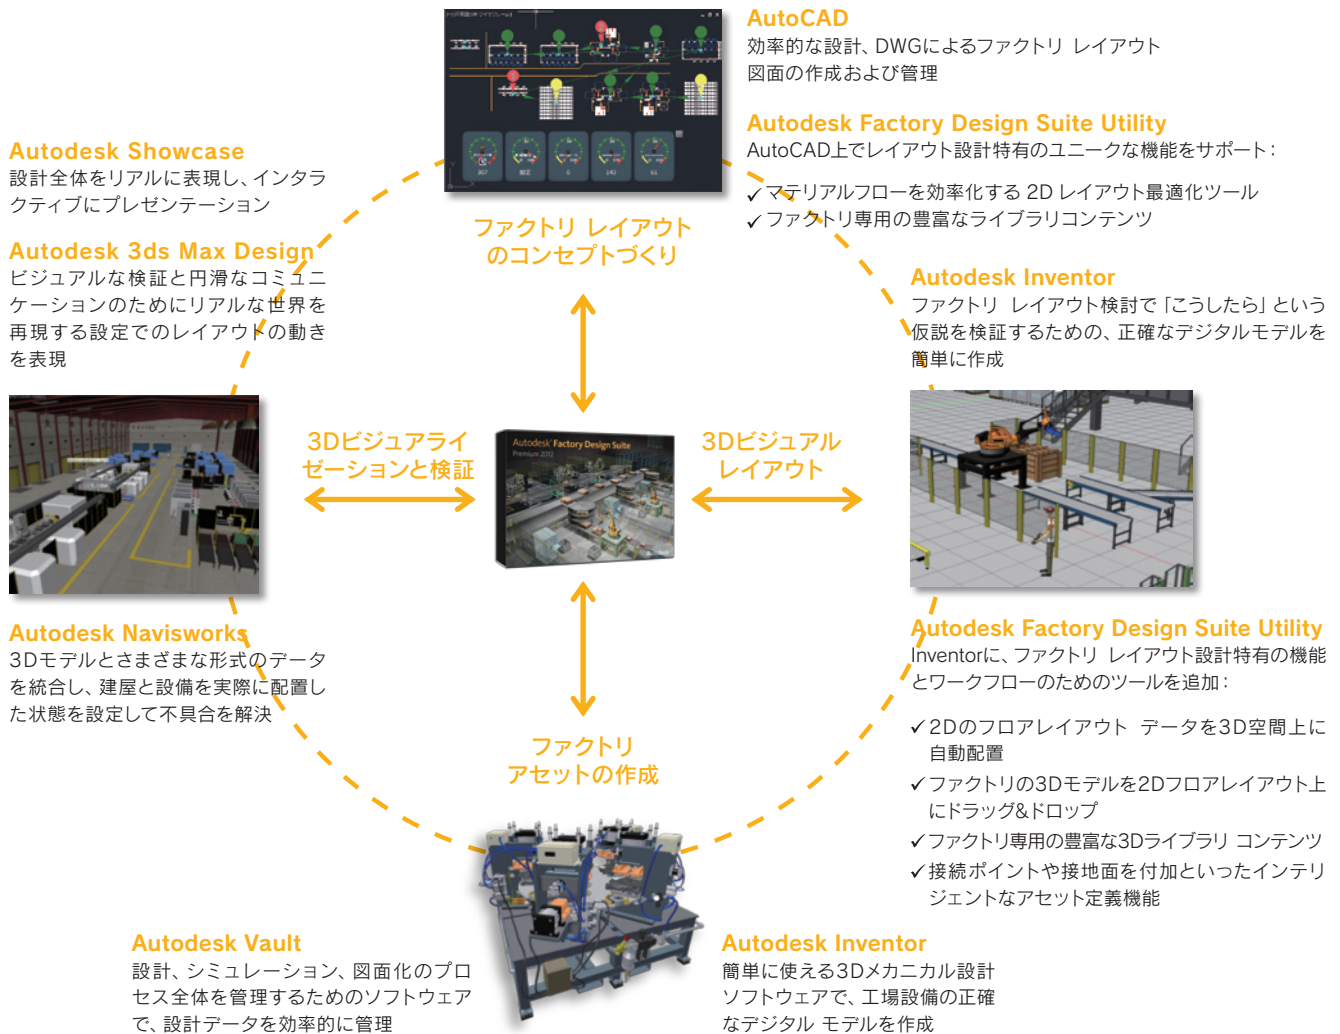 AutoCAD
効率的な設計、DWGによるファクトリ レイアウト
図面の作成および管理
Autodesk Factory Design Suite Utility
AutoCAD上でレイアウト設計特有のユニークな機能をサポート：
✓マテリアルフローを効率化する 2D レイアウト最適化ツール
✓ファクトリ専用の豊富なライブラリコンテンツ
Autodesk Showcase
設計全体をリアルに表現し、インタラ
クティブにプレゼンテーション
Autodesk 3ds Max Design
ビジュアルな検証と円滑なコミュニ
ケーションのためにリアルな世界を
再現する設定でのレイアウトの動き
を表現
ファクトリ レイアウト
のコンセプトづくり
Autodesk Inventor
ファクトリ レイアウト検討で「こうしたら」という
仮説を検証するための、正確なデジタルモデルを
簡単に作成
3Dビジュアライ
ゼーションと検証
Autodesk Factory Design Suite
Premium 2012
3Dビジュアル
レイアウト
Autodesk Navisworks
3Dモデルとさまざまな形式のデータ
を統合し、建屋と設備を実際に配置し
た状態を設定して不具合を解決
Autodesk Factory Design Suite Utility
Inventorに、ファクトリ レイアウト設計特有の機能
とワークフローのためのツールを追加：
✓2Dのフロアレイアウト データを3D空間上に
自動配置
✓ファクトリの3Dモデルを2Dフロアレイアウト上
にドラッグ&ドロップ
✓ファクトリ専用の豊富な3Dライブラリ コンテンツ
✓接続ポイントや接地面を付加といったインテリ
ジェントなアセット定義機能
ファクトリ
アセットの作成
Autodesk Vault
設計、シミュレーション、図面化のプロ
セス全体を管理するためのソフトウェア
で、設計データを効率的に管理
Autodesk Inventor
簡単に使える3Dメカニカル設計
ソフトウェアで、工場設備の正確
なデジタル モデルを作成